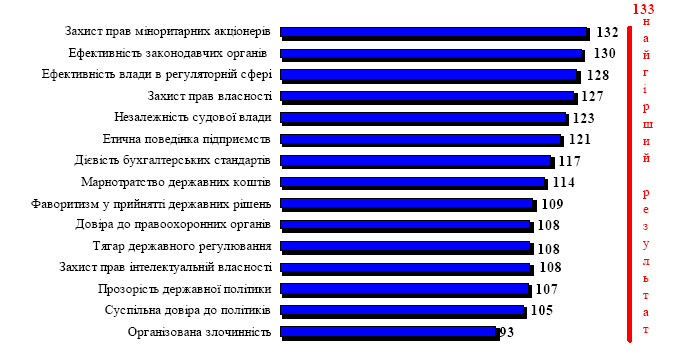 133
Захист прав міноритарних акціонерів 132
Ефективність законодавчих органів 130
Ефективність влади в регуляторній сфері 128
Захист прав власності 127
Незалежність судової влади 123
Етична поведінка підприємств 121
Дієвість бухгалтерських стандартів 117
Марнотратство державних коштів 114
Фаворитизм у прийнятті державних рішень 109
Довіра до правоохоронних органів 108
Тягар державного регулювання 108
Захист прав інтелектуальній власності 108
Прозорість державної політики 107
Суспільна довіра до політиків 105
Організована злочинність 93
найгірший результат